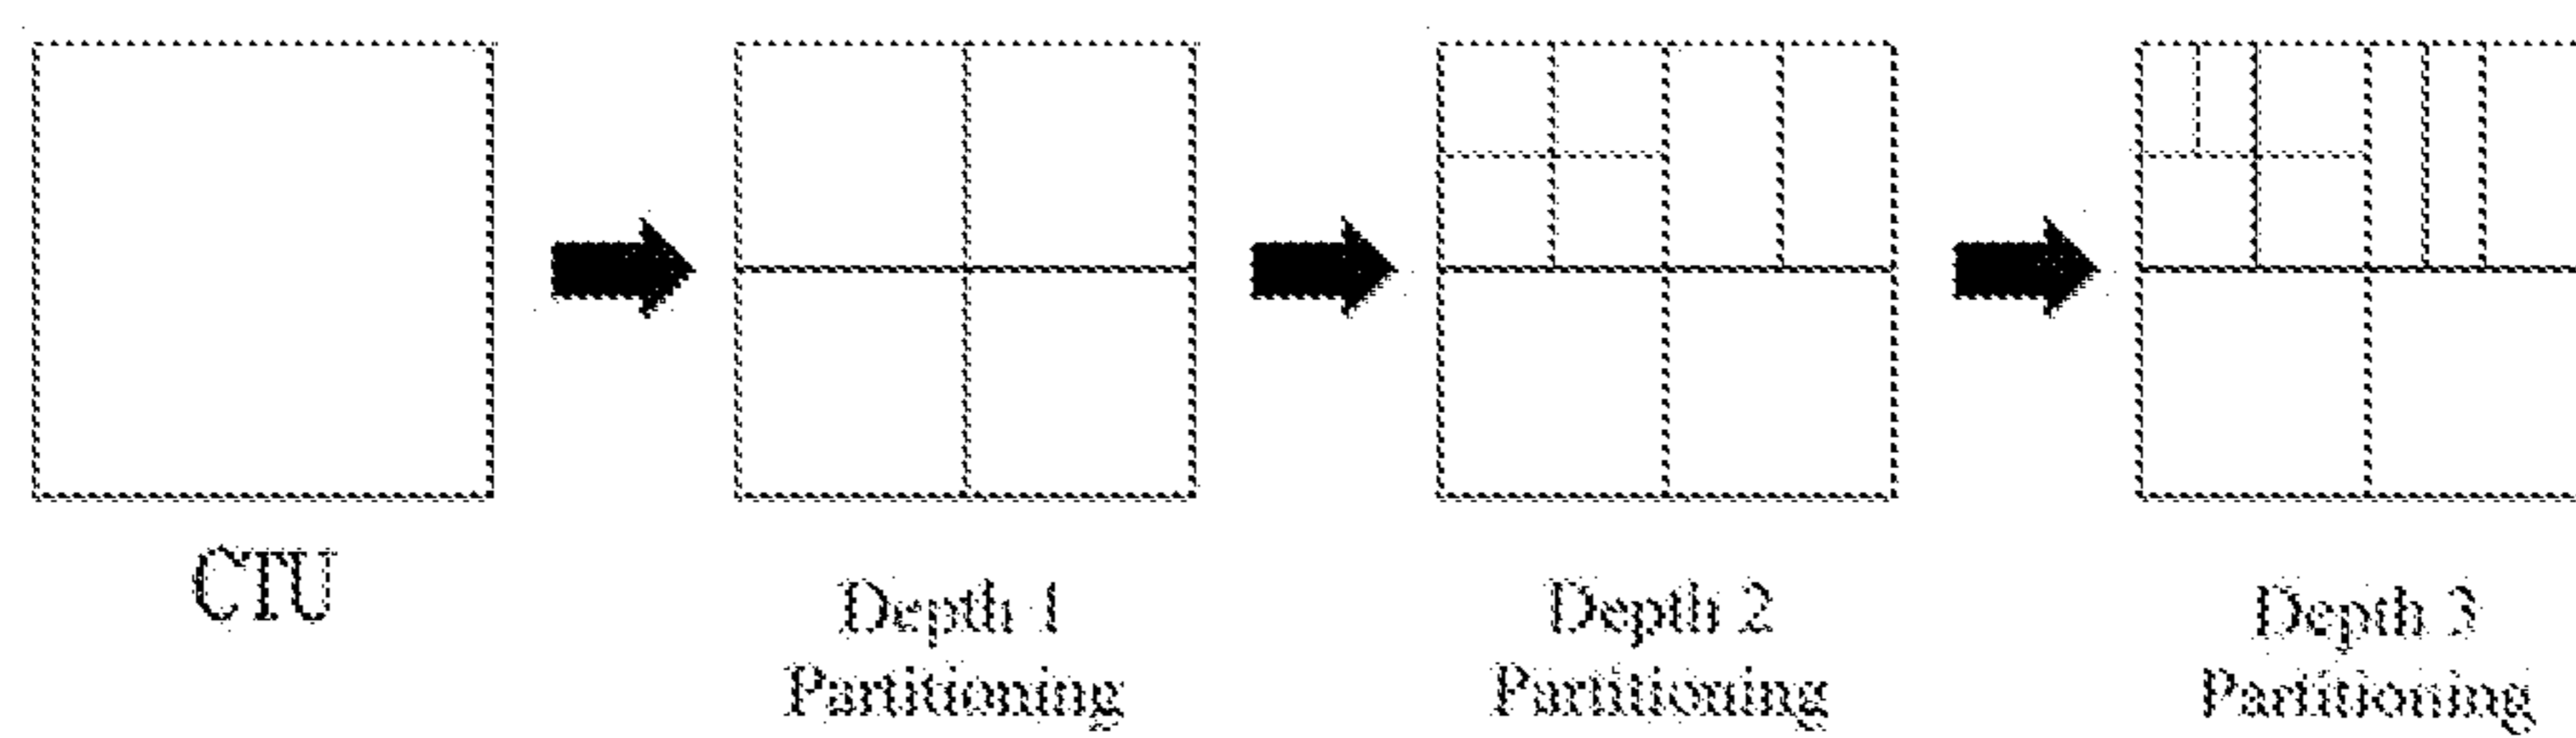 CTU
Depth 1
Partitioning
Depth 2
Partitioning
Depth 3
Partitioning